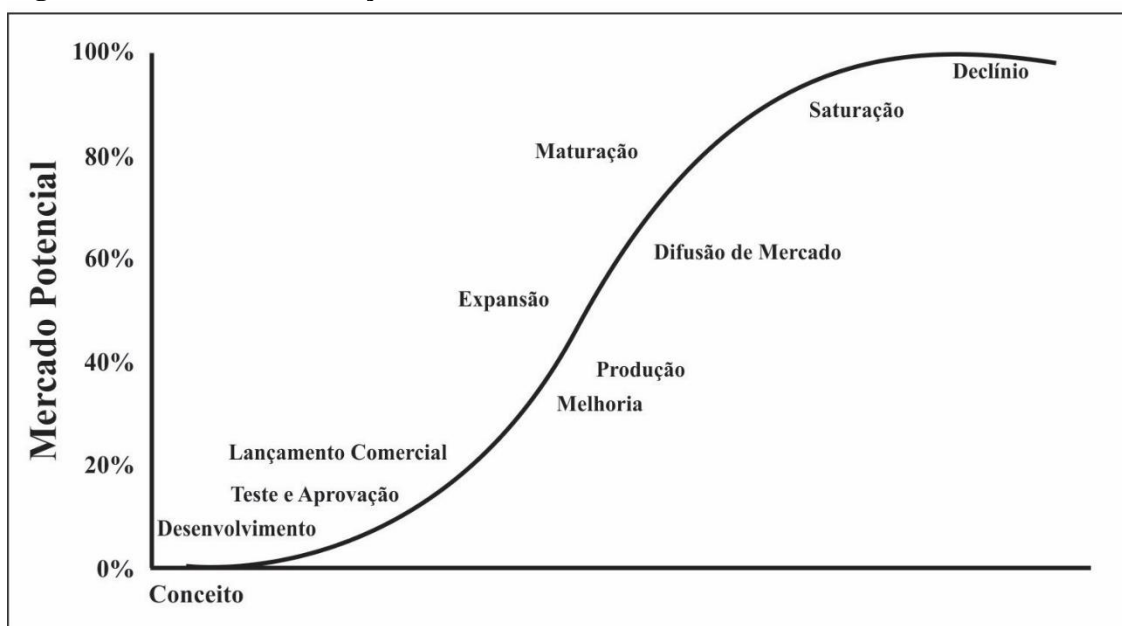 100%
Declínio
Saturação
Maturação
80%
Difusão de Mercado
60%
Expansão
Produção
40%
Melhoria
Lançamento Comercial
20%
Teste e Aprovação
Desenvolvimento
0%
Conceito
Mercado Potencial